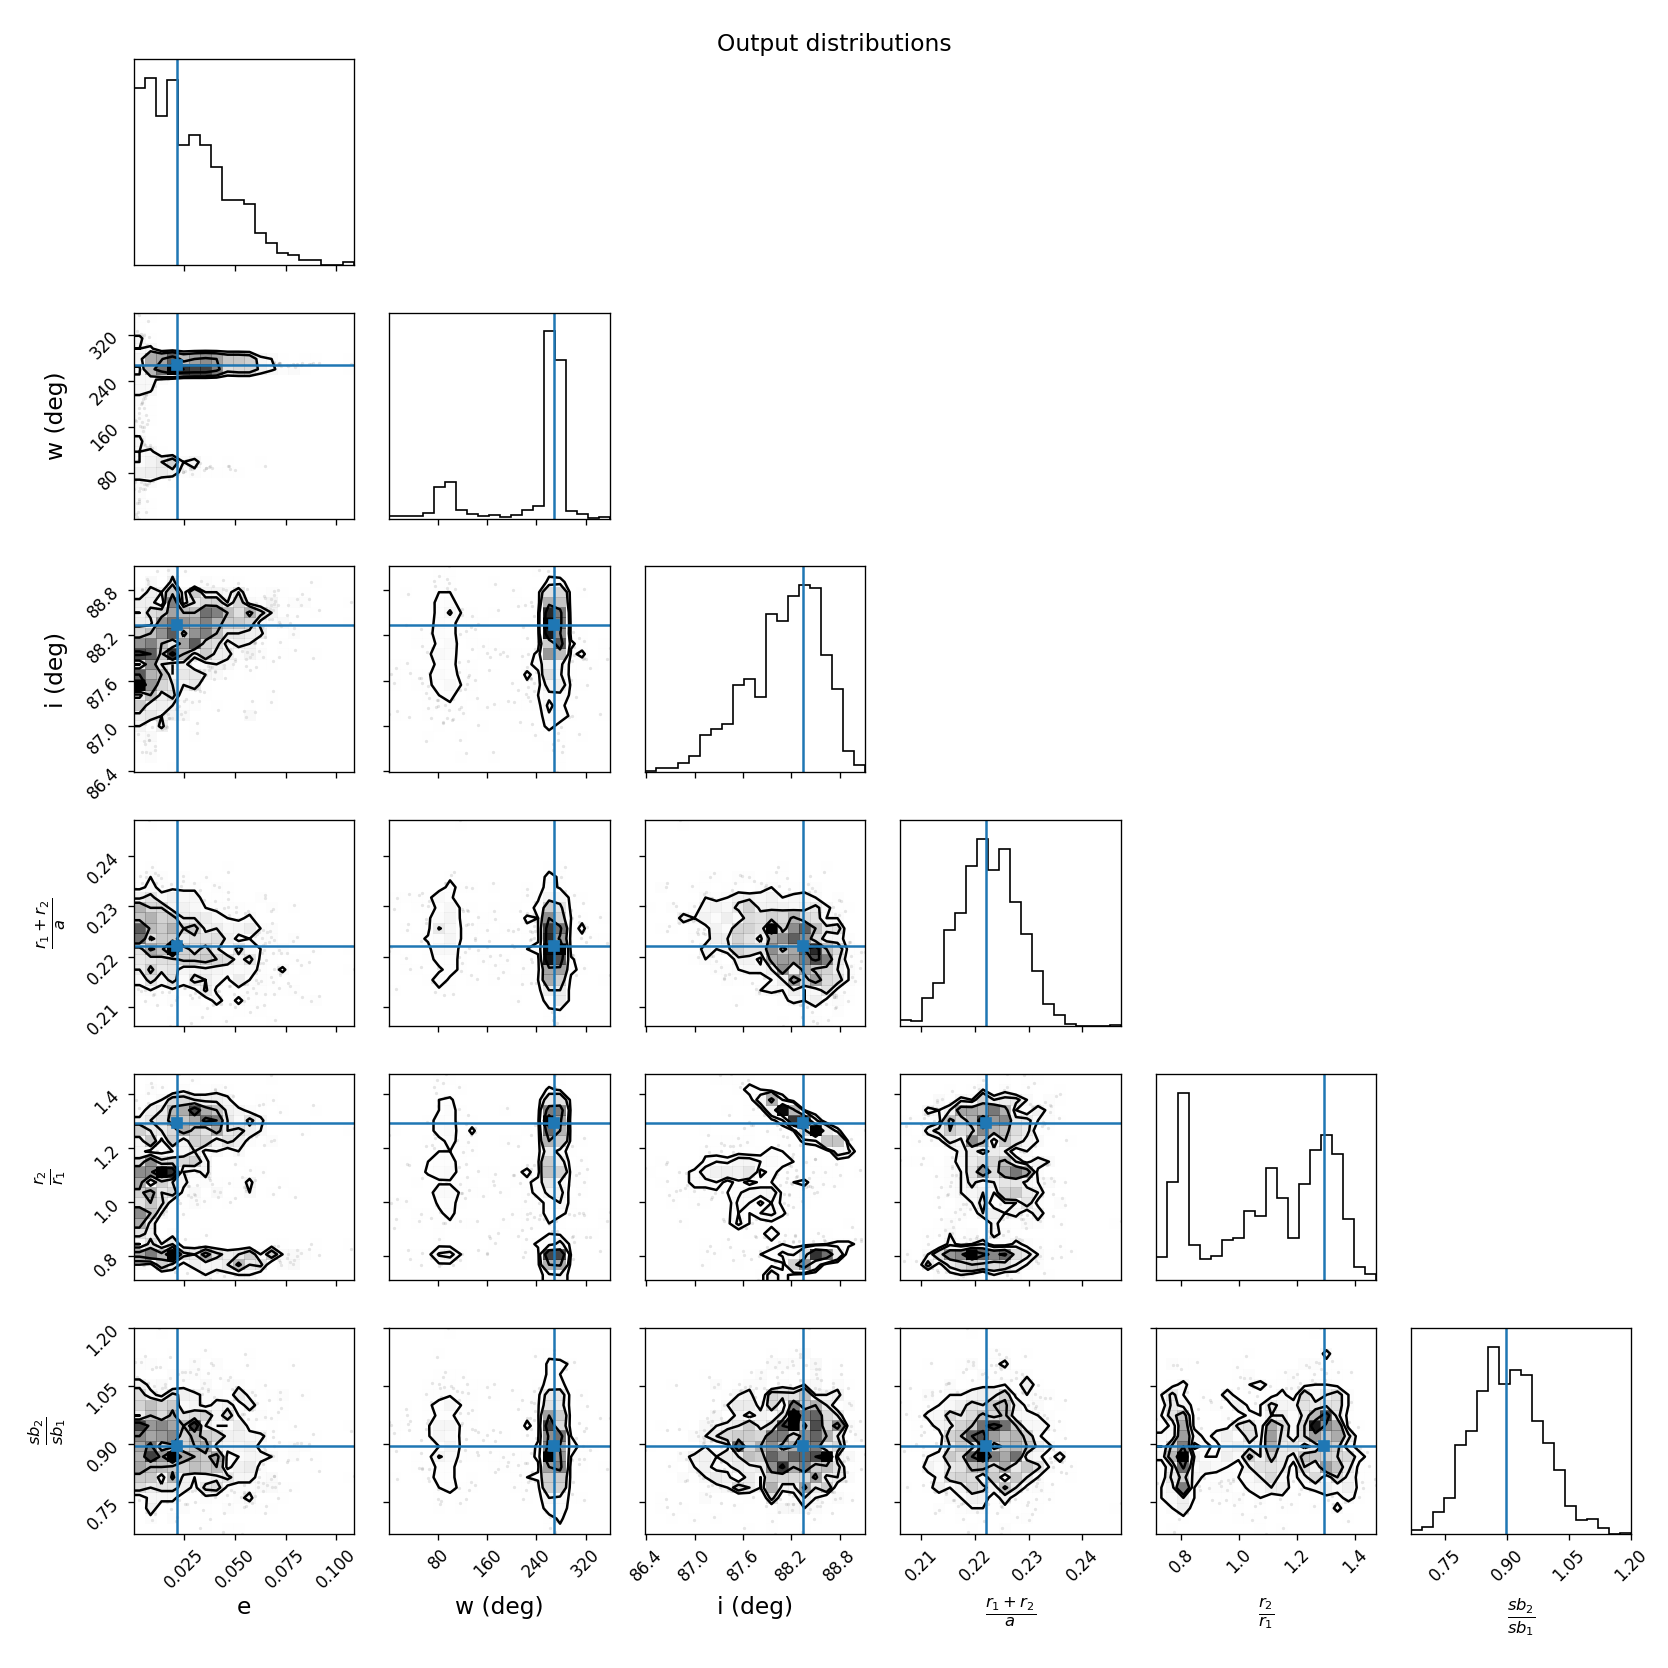 Output distributions
320
240
160
80
w (deg)
88.8
88.2
87.6
87.0
86.4
i (deg)
0.24
0.23
0.22
0.21
r₁ + r₂
a
1.4
1.2
1.0
0.8
r₂
r₁
1.20
1.05
0.90
0.75
sb₂
sb₁
0.025 0.050 0.075 0.100 80 160 240 320 86.4 87.0 87.6 88.2 88.8 0.21 0.22 0.23 0.24 0.8 1.0 1.2 1.4 0.75 0.90 1.05 1.20
e w (deg) i (deg)
r₁ + r₂ r₂ sb₂
a r₁ sb₁